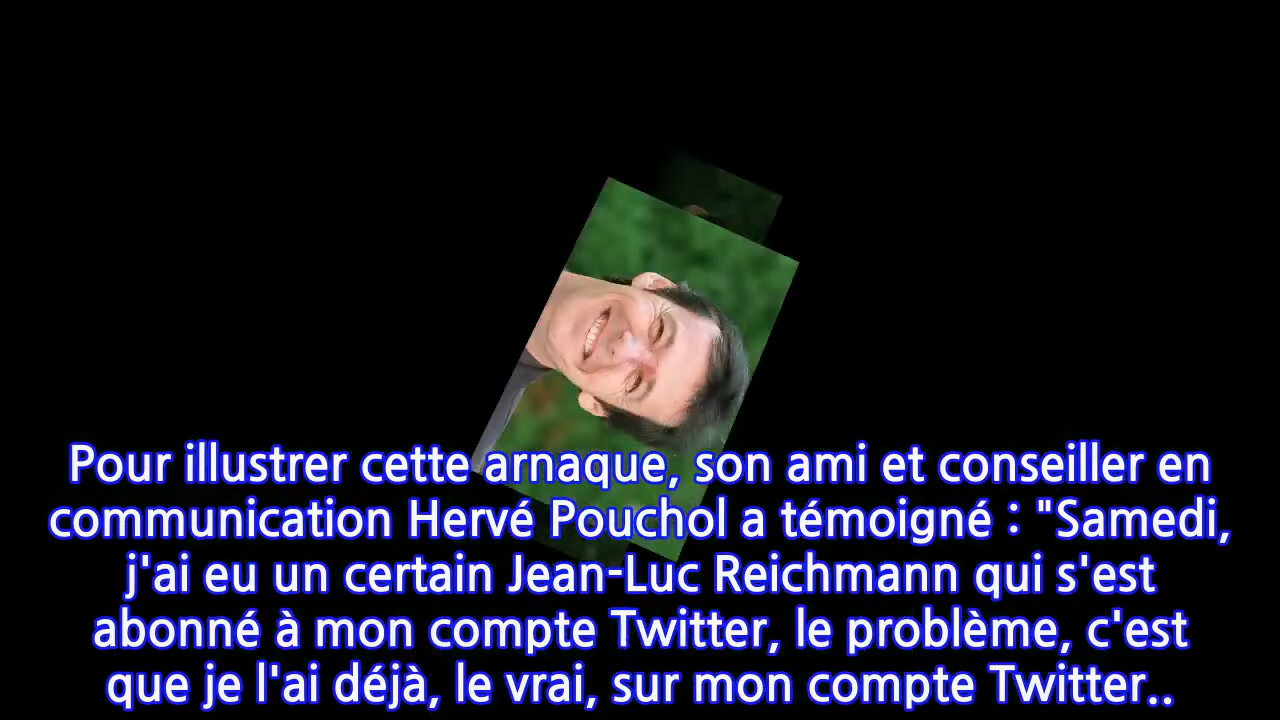 Pour illustrer cette arnaque, son ami et conseiller en
communication Hervé Pouchol a témoigné : "Samedi,
j'ai eu un certain Jean-Luc Reichmann qui s'est
abonné à mon compte Twitter, le problème, c'est
que je l'ai déjà, le vrai, sur mon compte Twitter..